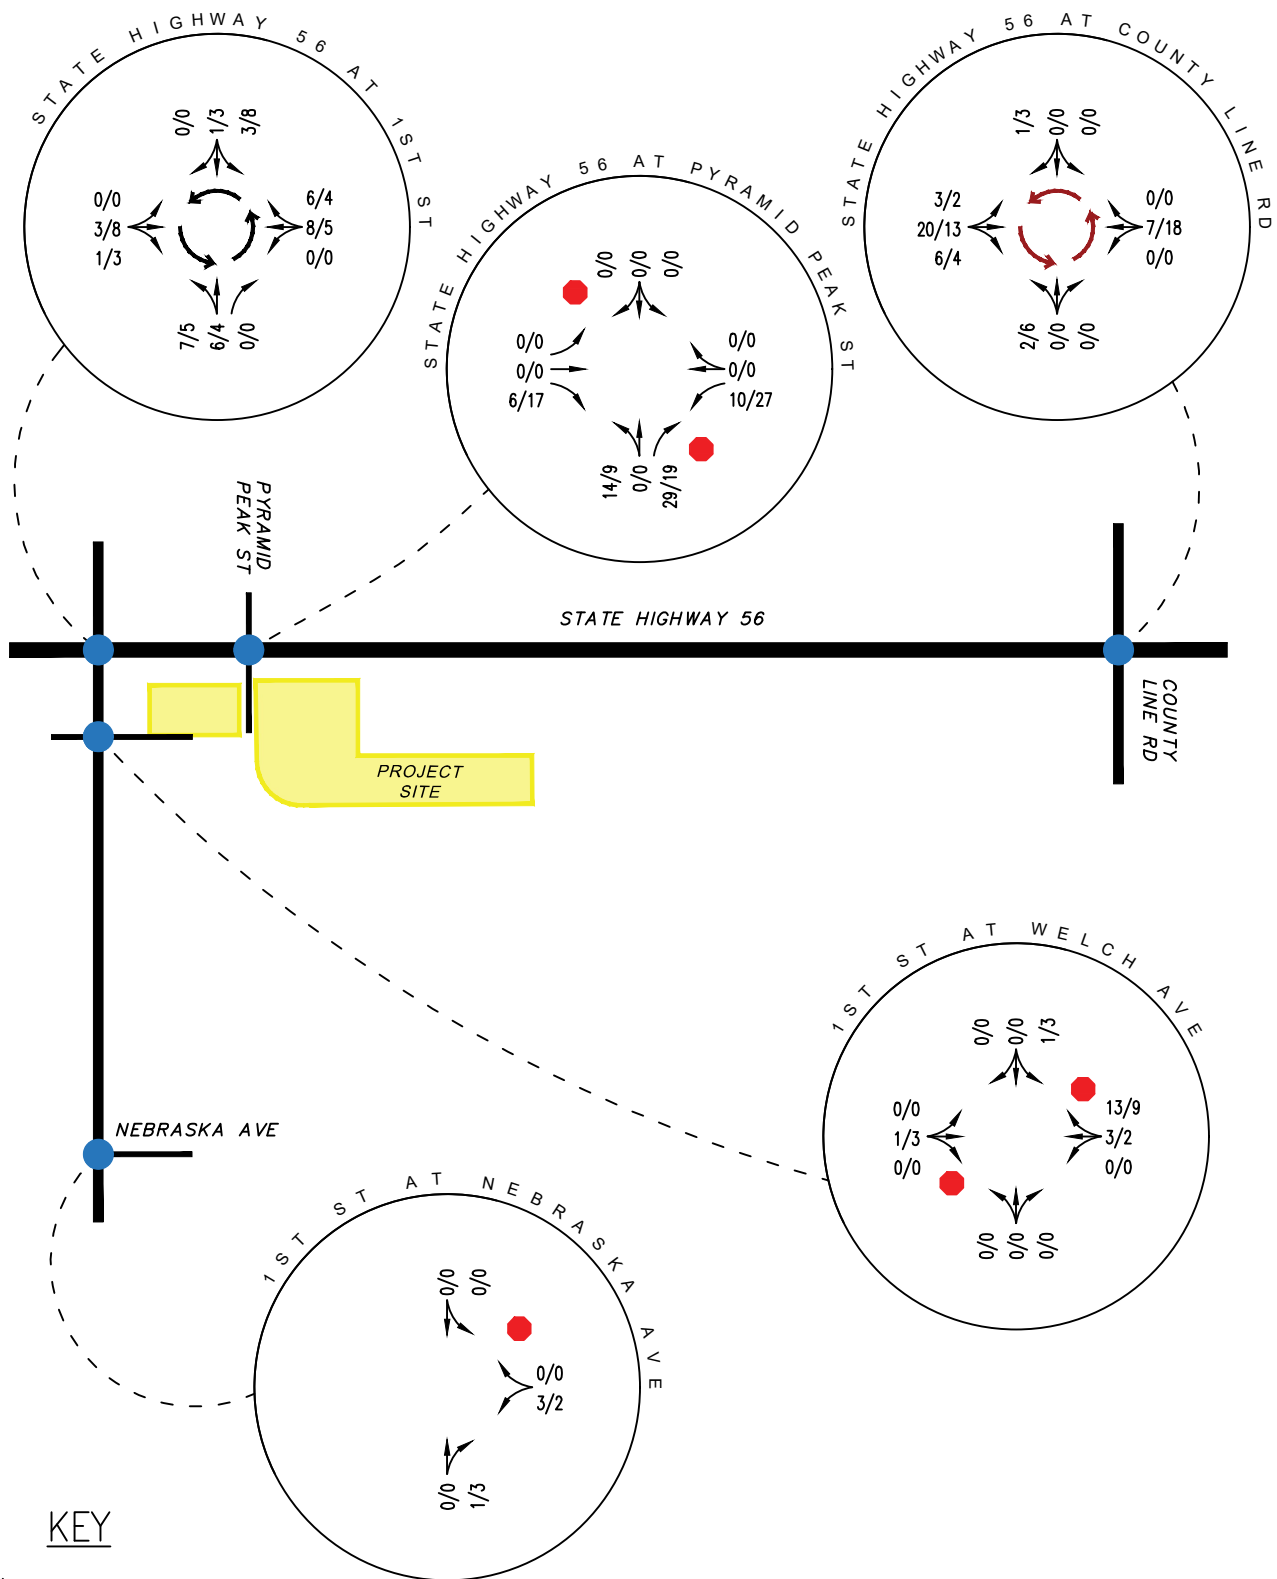 STATE HIGHWAY 56 AT 1ST ST
0/0 1/3 3/8
0/0
3/8
1/3
6/4
8/5
0/0
7/5 6/4 0/0
STATE HIGHWAY 56 AT PYRAMID PEAK ST
0/0 0/0 0/0
0/0
0/0
6/17
0/0
0/0
10/27
14/9 0/0 29/19
STATE HIGHWAY 56 AT COUNTY LINE RD
1/3 0/0 0/0
3/2
20/13
6/4
0/0
7/18
0/0
2/6 0/0 0/0
PYRAMID
PEAK ST
STATE HIGHWAY 56
COUNTY
LINE RD
PROJECT
SITE
1ST ST AT WELCH AVE
0/0 0/0 1/3
0/0
1/3
0/0
13/9
3/2
0/0
0/0 0/0 0/0
NEBRASKA AVE
1ST ST AT NEBRASKA AVE
0/0 0/0
0/0
3/2
0/0 1/3
KEY